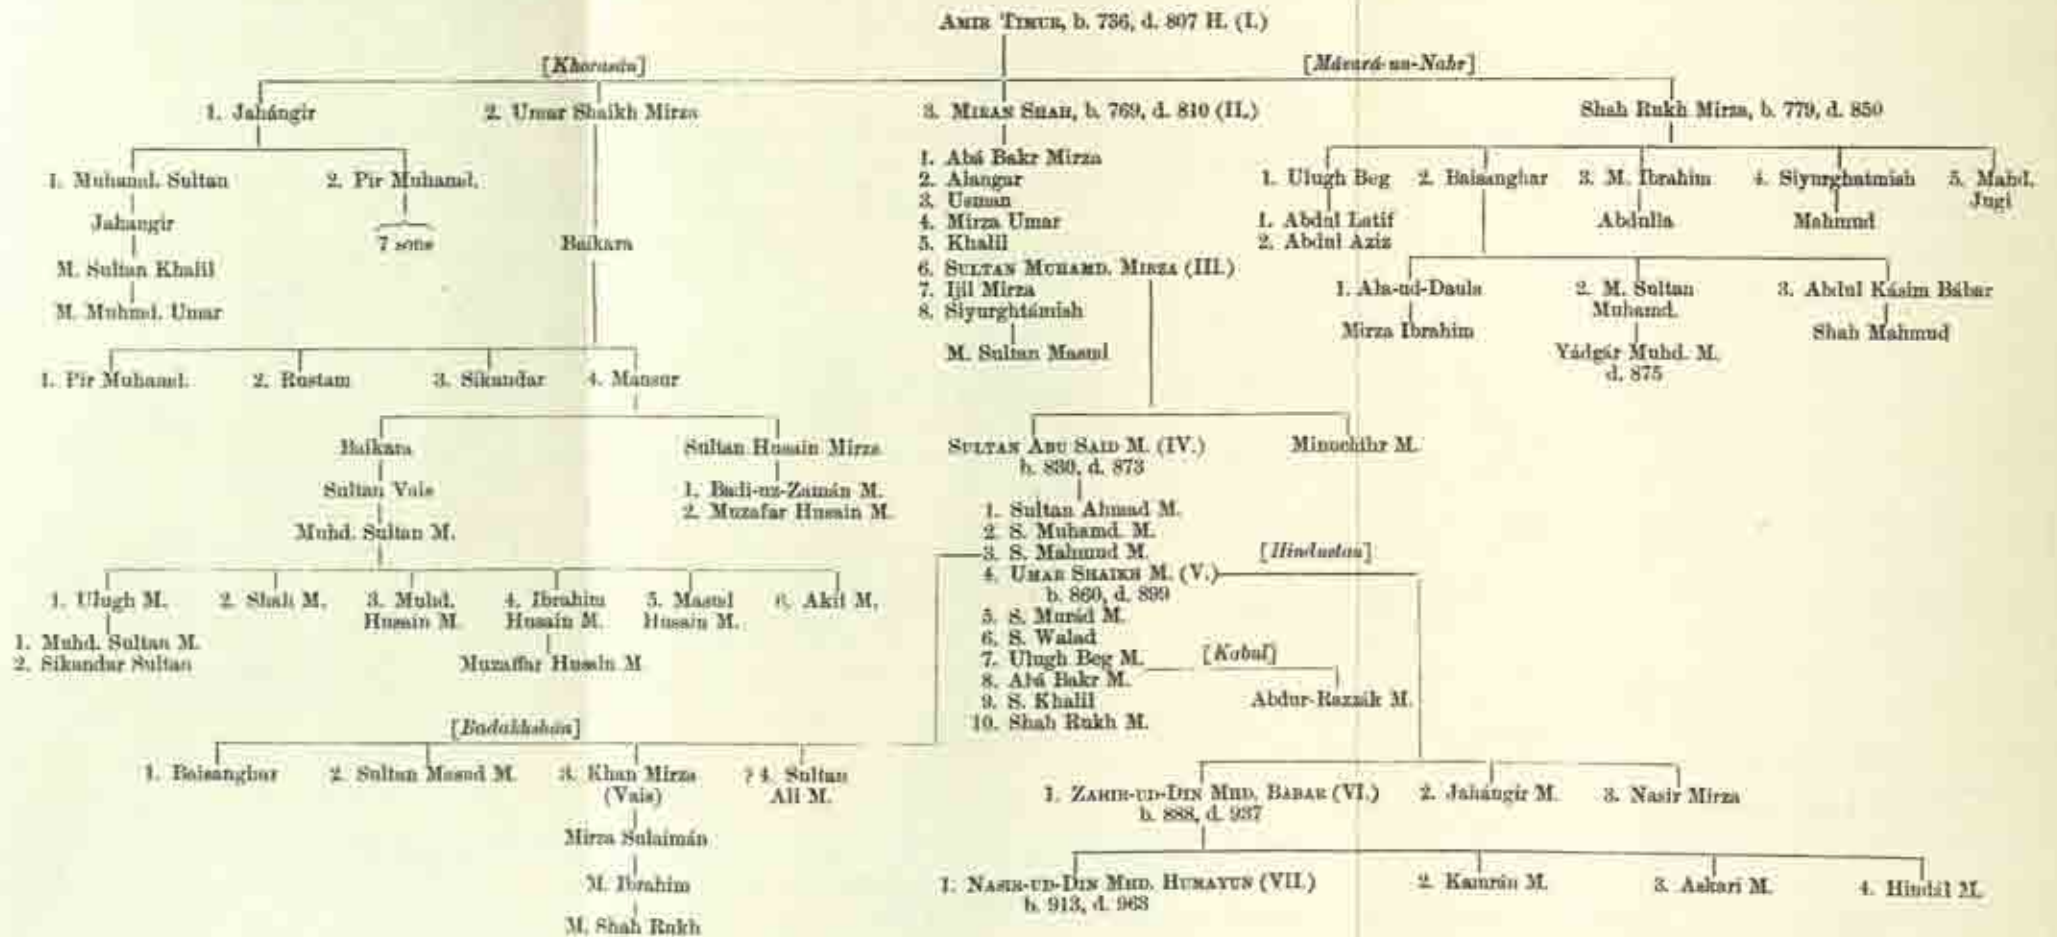 AMIR TIMUR, b. 736, d. 807 H. (I.)
[Khorasán]
[Mávará-un-Nahr]
1. Jahángir
2. Umar Shaikh Mirza
3. MIRAN SHAH, b. 769, d. 810 (II.)
Shah Rukh Mirza, b. 779, d. 850
1. Muhamd. Sultan
2. Pir Muhamd.
Jahangir
7 sons
M. Sultan Khalil
M. Muhmd. Umar
Baikara
1. Abá Bakr Mirza
2. Alangar
3. Usman
4. Mirza Umar
5. Khalil
6. SULTAN MUHAMD. MIRZA (III.)
7. Ijil Mirza
8. Siyurghtámish
M. Sultan Masud
1. Ulugh Beg
2. Baisanghar
3. M. Ibrahim
4. Siyurghatmish
5. Mahd.
Jugi
1. Abdul Latif
2. Abdul Aziz
Abdulla
Mahmud
1. Ala-ud-Daula
2. M. Sultan
Muhamd.
3. Abdul Kásim Bábar
Mirza Ibrahim
Yádgár Muhd. M.
d. 875
Shah Mahmud
1. Pir Muhamd.
2. Rustam
3. Sikandar
4. Mansur
Baikara
Sultan Husain Mirza
Sultan Vais
1. Badi-uz-Zamán M.
2. Muzafar Husain M.
Muhd. Sultan M.
1. Ulugh M.
2. Shah M.
3. Muhd.
Husain M.
4. Ibrahim
Husain M.
5. Masud
Husain M.
6. Akil M.
1. Muhd. Sultan M.
2. Sikandar Sultan
Muzaffar Husain M.
SULTAN ABU SAID M. (IV.)
b. 830, d. 873
Minuchihr M.
1. Sultan Ahmad M.
2. S. Muhamd. M.
3. S. Mahmud M.
4. UMAR SHAIKH M. (V.)
b. 860, d. 899
5. S. Murád M.
6. S. Walad
7. Ulugh Beg M.
8. Abá Bakr M.
9. S. Khalil
10. Shah Rukh M.
[Hindustan]
[Kabul]
Abdur-Razzák M.
[Badakhshán]
1. Baisanghar
2. Sultan Masud M.
3. Khan Mirza
(Vais)
? 4. Sultan
Ali M.
Mirza Sulaimán
M. Ibrahim
M. Shah Rukh
1. ZAHIR-UD-DIN MHD. BABAR (VI.)
b. 888, d. 937
2. Jahángir M.
3. Nasir Mirza
1. NASIR-UD-DIN MHD. HUMAYUN (VII.)
b. 913, d. 963
2. Kamrán M.
3. Askari M.
4. Hindál M.